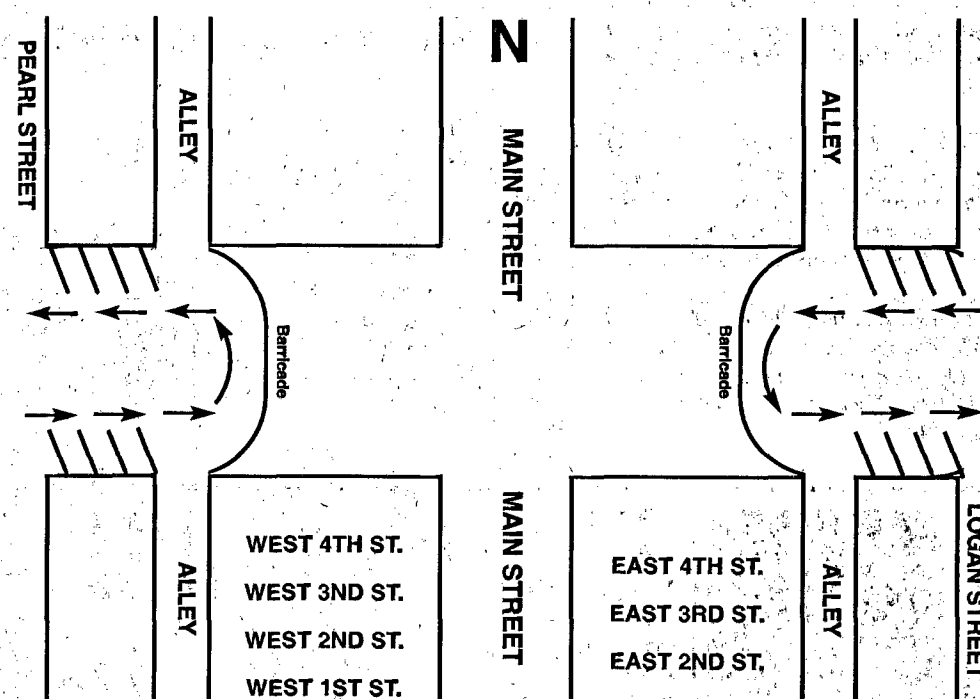 N
PEARL STREET
ALLEY
MAIN STREET
ALLEY
Barricade
Barricade
ALLEY
WEST 4TH ST.
WEST 3ND ST.
WEST 2ND ST.
WEST 1ST ST.
MAIN STREET
EAST 4TH ST.
EAST 3RD ST.
EAST 2ND ST,
ALLEY
LOGAN STREET